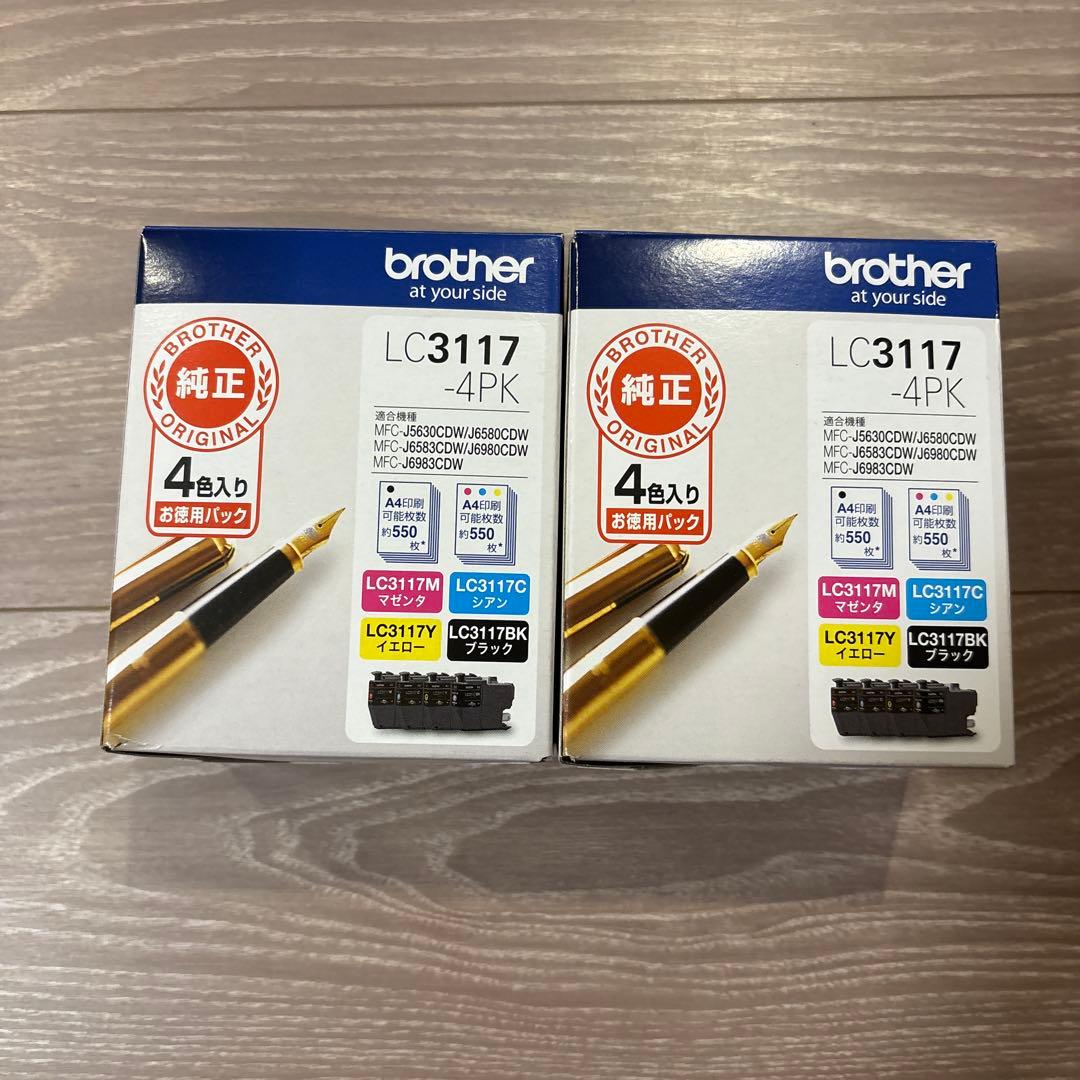 brother
at your side
BROTHER
純正
ORIGINAL
4色入り
お徳用パック
LC3117
-4PK
適合機種
MFC-J5630CDW/J6580CDW
MFC-J6583CDW/J6980CDW
MFC-J6983CDW
A4印刷
可能枚数
約550
枚*
A4印刷
可能枚数
約550
枚*
LC3117M
マゼンタ
LC3117C
シアン
LC3117Y
イエロー
LC3117BK
ブラック
brother
at your side
BROTHER
純正
ORIGINAL
4色入り
お徳用パック
LC3117
-4PK
適合機種
MFC-J5630CDW/J6580CDW
MFC-J6583CDW/J6980CDW
MFC-J6983CDW
A4印刷
可能枚数
約550
枚*
A4印刷
可能枚数
約550
枚*
LC3117M
マゼンタ
LC3117C
シアン
LC3117Y
イエロー
LC3117BK
ブラック